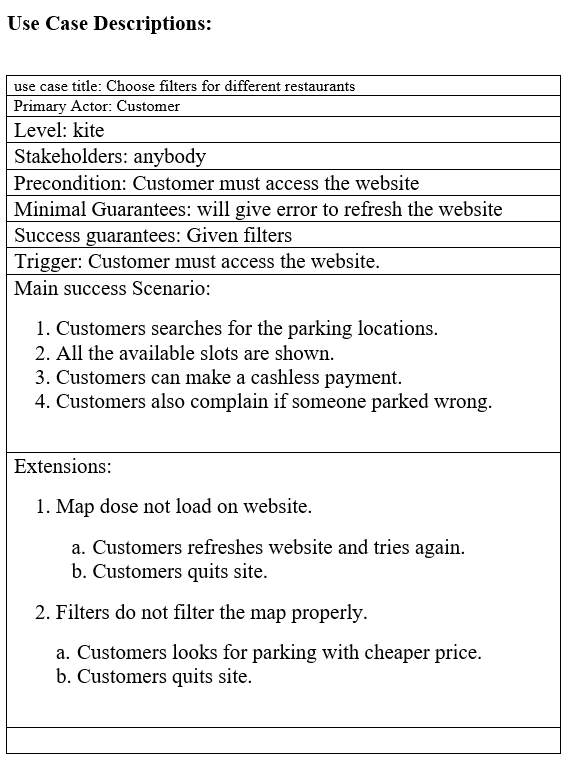 Use Case Descriptions:
use case title: Choose filters for different restaurants
Primary Actor: Customer
Level: kite
Stakeholders: anybody
Precondition: Customer must access the website
Minimal Guarantees: will give error to refresh the website
Success guarantees: Given filters
Trigger: Customer must access the website.
Main success Scenario:
1. Customers searches for the parking locations.
2. All the available slots are shown.
3. Customers can make a cashless payment.
4. Customers also complain if someone parked wrong.
Extensions:
1. Map dose not load on website.
a. Customers refreshes website and tries again.
b. Customers quits site.
2. Filters do not filter the map properly.
a. Customers looks for parking with cheaper price.
b. Customers quits site.